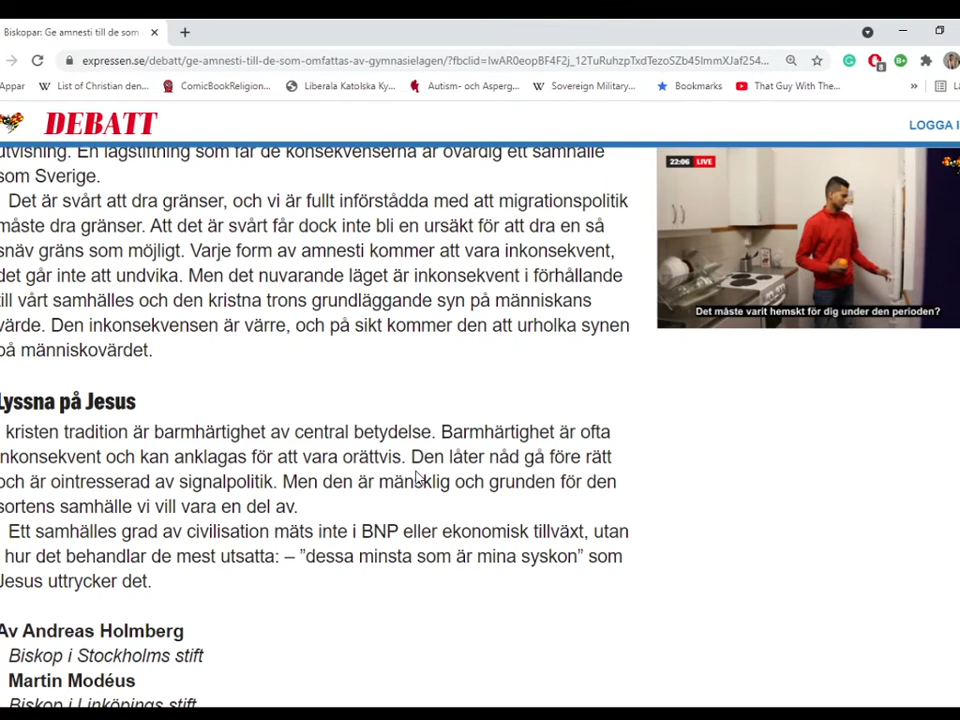 Biskopar: Ge amnesti till de som
expressen.se/debatt/ge-amnesti-till-de-som-omfattas-av-gymnasielagen/?fbclid=IwAR0eopBF4F2j_12TuRuhzpTxdTezoSZb45ImmXJaf254...
Appar List of Christian den... ComicBookReligion... Liberala Katolska Ky... Autism- och Asperg... Sovereign Military... Bookmarks That Guy With The... »
DEBATT
LOGGA I
utvisning. En lagstiftning som får de konsekvenserna är ovärdig ett samhälle
som Sverige.
Det är svårt att dra gränser, och vi är fullt införstådda med att migrationspolitik
måste dra gränser. Att det är svårt får dock inte bli en ursäkt för att dra en så
snäv gräns som möjligt. Varje form av amnesti kommer att vara inkonsekvent,
det går inte att undvika. Men det nuvarande läget är inkonsekvent i förhållande
till vårt samhälles och den kristna trons grundläggande syn på människans
värde. Den inkonsekvensen är värre, och på sikt kommer den att urholka synen
på människovärdet.
22:06 LIVE
Det måste varit hemskt för dig under den perioden?
Lyssna på Jesus
kristen tradition är barmhärtighet av central betydelse. Barmhärtighet är ofta
inkonsekvent och kan anklagas för att vara orättvis. Den låter nåd gå före rätt
och är ointresserad av signalpolitik. Men den är mänsklig och grunden för den
sortens samhälle vi vill vara en del av.
Ett samhälles grad av civilisation mäts inte i BNP eller ekonomisk tillväxt, utan
hur det behandlar de mest utsatta: – ”dessa minsta som är mina syskon” som
Jesus uttrycker det.
Av Andreas Holmberg
Biskop i Stockholms stift
Martin Modéus
Biskop i Linköpings stift